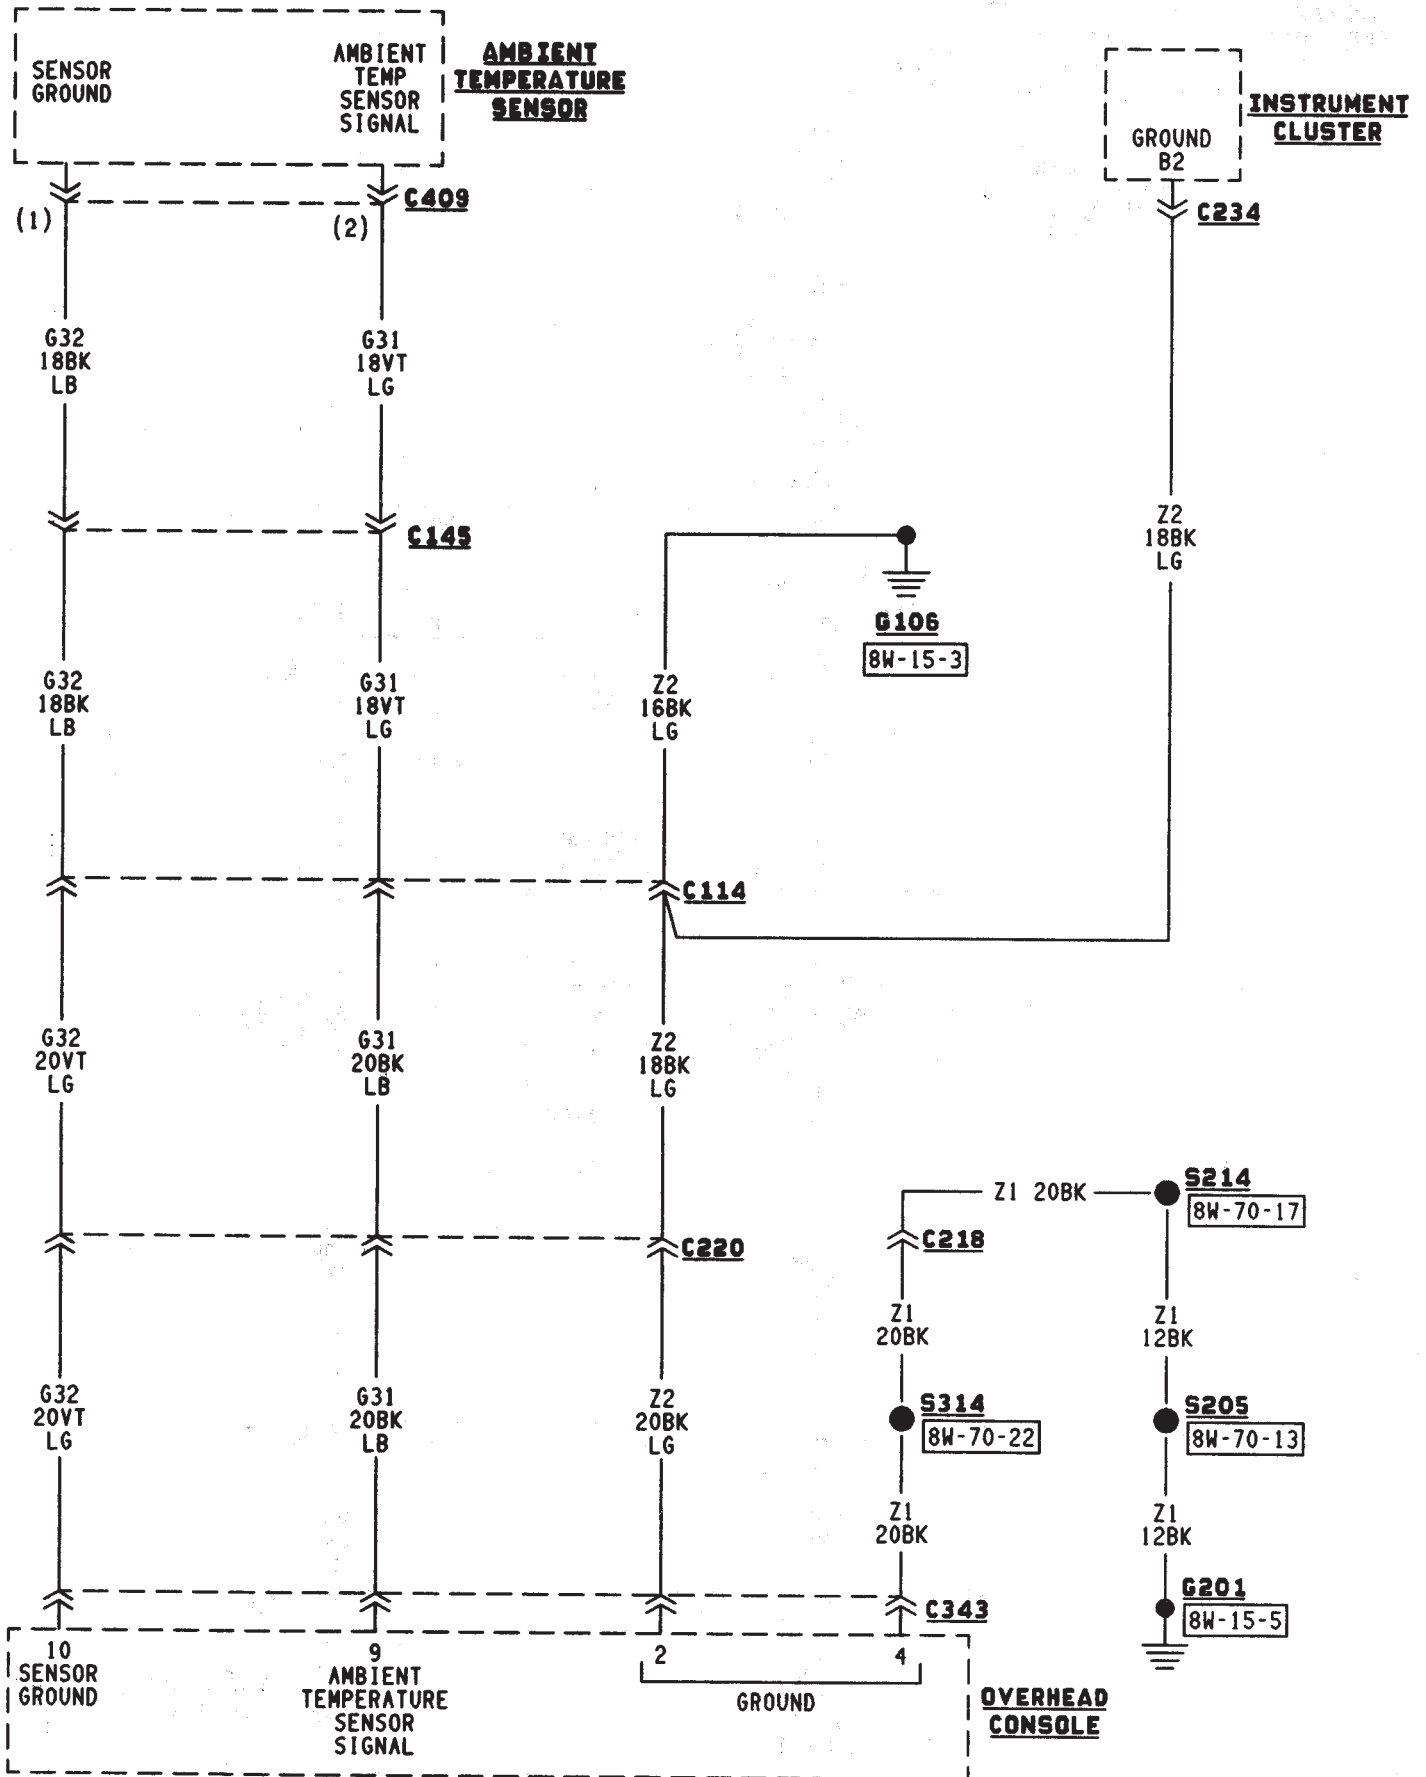 SENSOR
GROUND
AMBIENT
TEMP
SENSOR
SIGNAL
AMBIENT
TEMPERATURE
SENSOR
GROUND
B2
INSTRUMENT
CLUSTER
(1)
(2)
C409
C234
G32
18BK
LB
G31
18VT
LG
C145
Z2
18BK
LG
G106
8W-15-3
G32
18BK
LB
G31
18VT
LG
Z2
16BK
LG
C114
G32
20VT
LG
G31
20BK
LB
Z2
18BK
LG
Z1 20BK
S214
8W-70-17
C220
C218
Z1
20BK
Z1
12BK
G32
20VT
LG
G31
20BK
LB
Z2
20BK
LG
S314
8W-70-22
S205
8W-70-13
Z1
20BK
Z1
12BK
C343
G201
8W-15-5
10
SENSOR
GROUND
9
AMBIENT
TEMPERATURE
SENSOR
SIGNAL
2
4
GROUND
OVERHEAD
CONSOLE